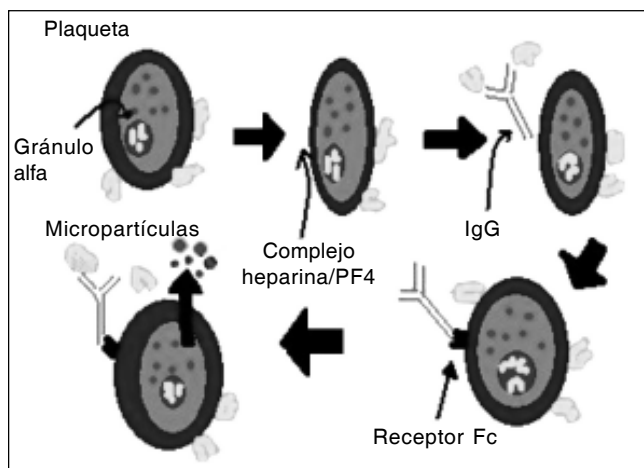 Plaqueta
Gránulo
alfa
Complejo
heparina/PF4
IgG
Micropartículas
Receptor Fc